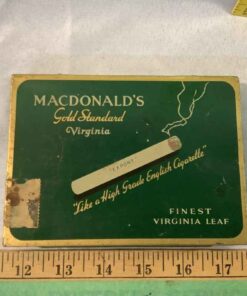 MACDONALD'S
Gold Standard
Virginia
"EXPORT"
"Like a High Grade English Cigarette"
FINEST
VIRGINIA LEAF
12 13 14 15 16 17